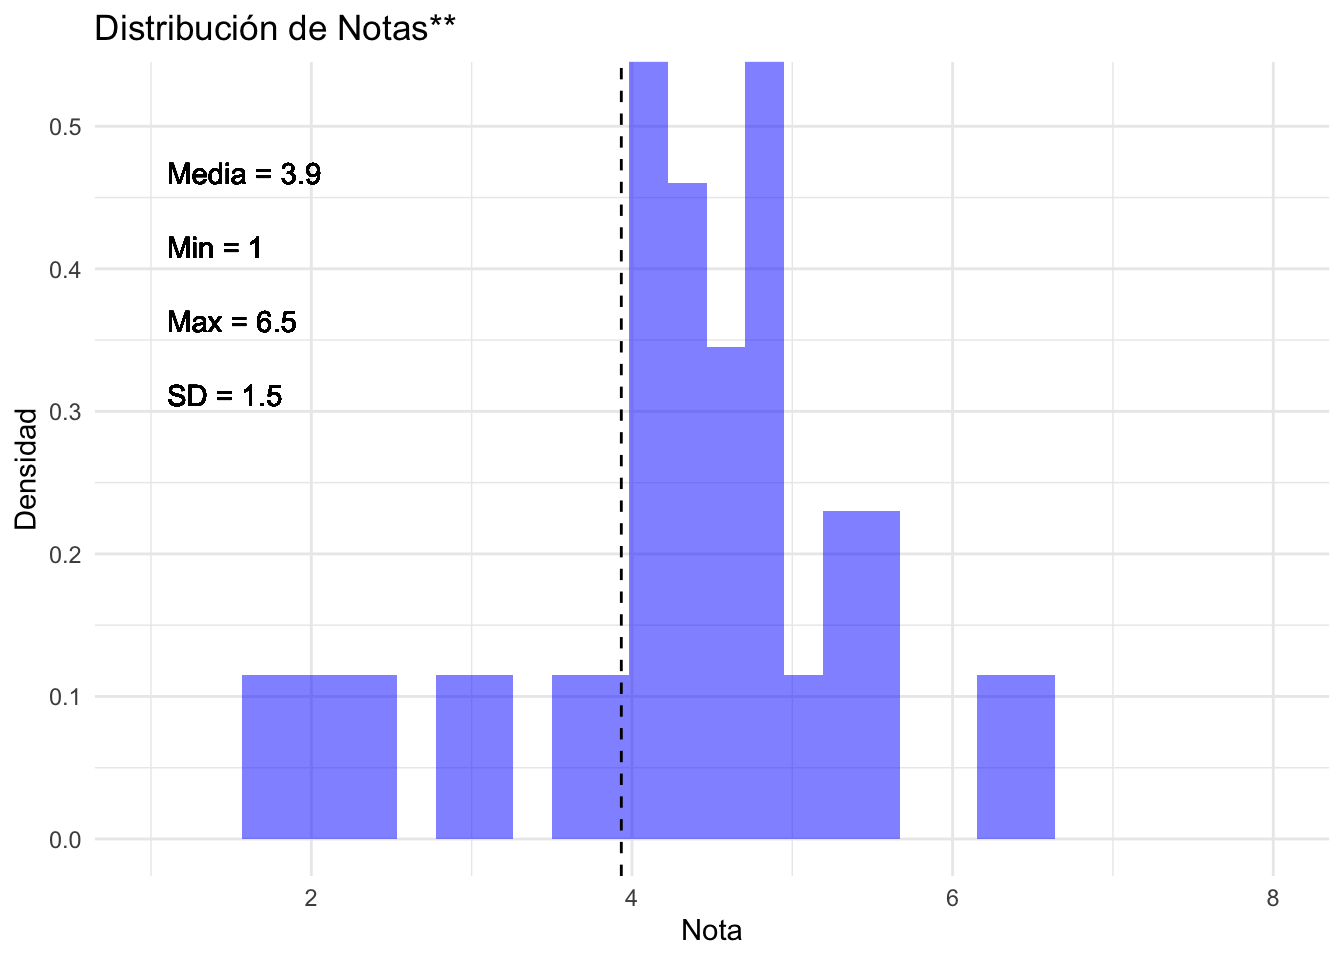 Distribución de Notas**
0.5
Media = 3.9
Min = 1
0.4
Max = 6.5
SD = 1.5
0.3
Densidad
0.2
0.1
0.0
2 4 6 8
Nota